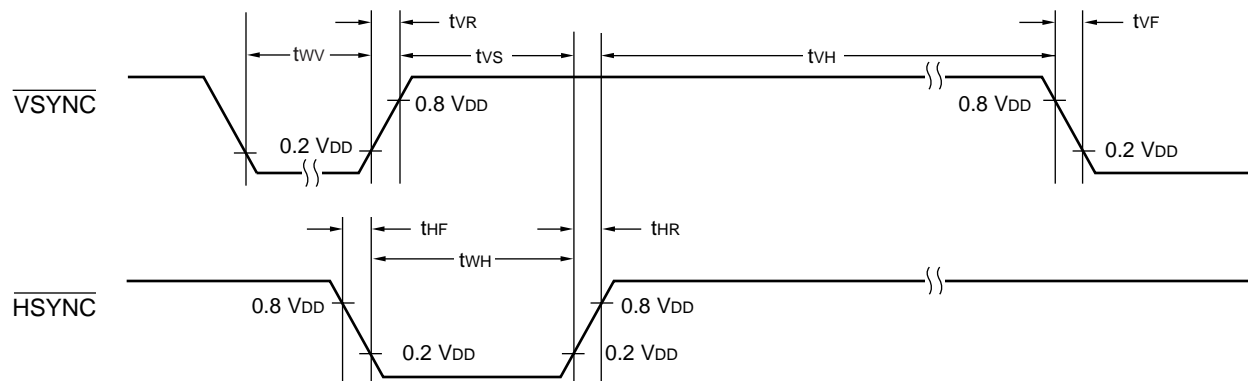 tVR
tVF
tWV
tVS
tVH
VSYNC
0.8 VDD
0.8 VDD
0.2 VDD
0.2 VDD
tHF
tHR
tWH
HSYNC
0.8 VDD
0.8 VDD
0.2 VDD
0.2 VDD